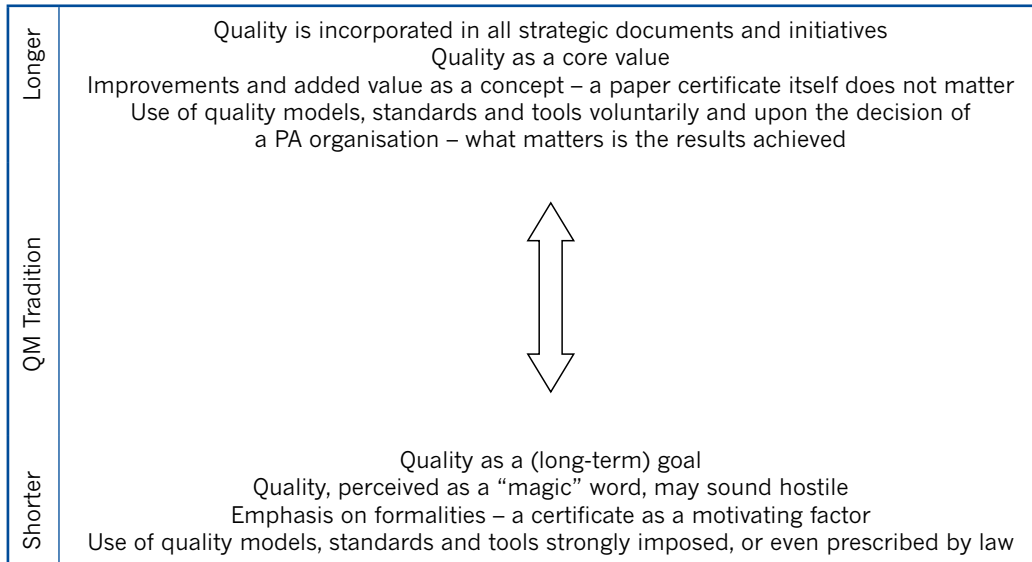 Longer
Quality is incorporated in all strategic documents and initiatives
Quality as a core value
Improvements and added value as a concept – a paper certificate itself does not matter
Use of quality models, standards and tools voluntarily and upon the decision of
a PA organisation – what matters is the results achieved
QM Tradition
Shorter
Quality as a (long-term) goal
Quality, perceived as a “magic” word, may sound hostile
Emphasis on formalities – a certificate as a motivating factor
Use of quality models, standards and tools strongly imposed, or even prescribed by law